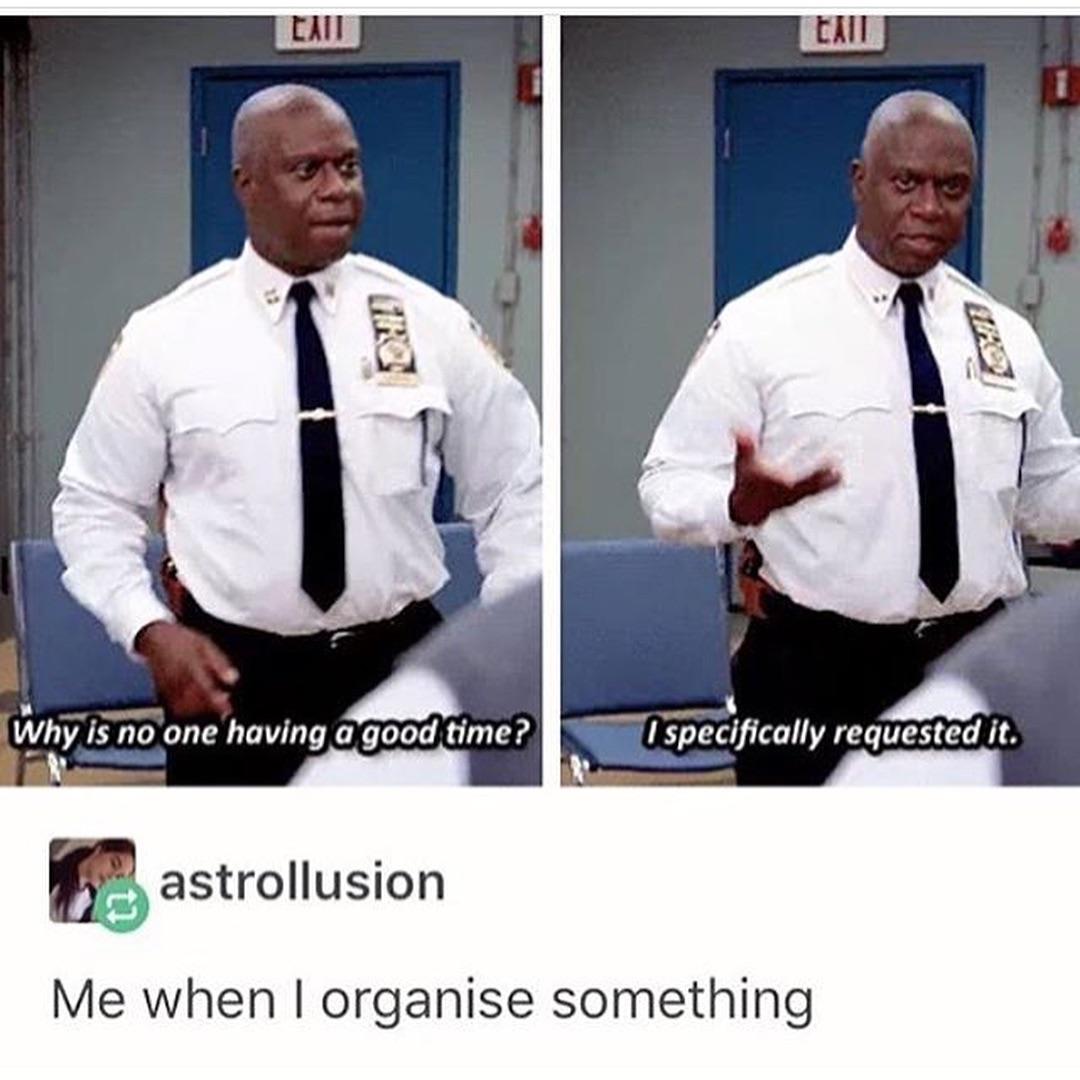 EXIT
EXIT
Why is no one having a good time?
I specifically requested it.
astrollusion
Me when I organise something